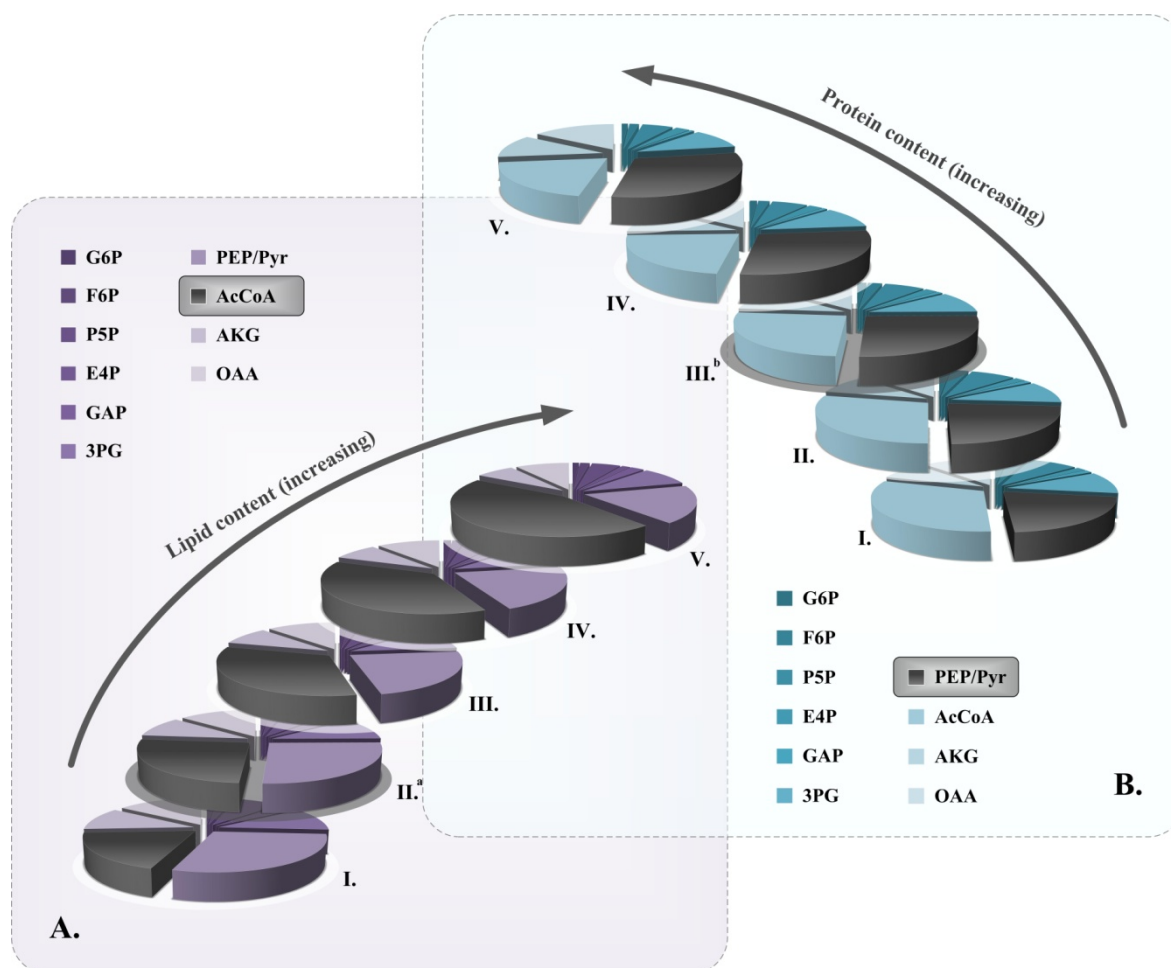 Protein content (increasing)
V.
IV.
III.b
II.
I.
G6P
F6P
P5P
E4P
GAP
3PG
PEP/Pyr
AcCoA
AKG
OAA
B.
G6P
F6P
P5P
E4P
GAP
3PG
PEP/Pyr
AcCoA
AKG
OAA
Lipid content (increasing)
V.
IV.
III.
II.a
I.
A.